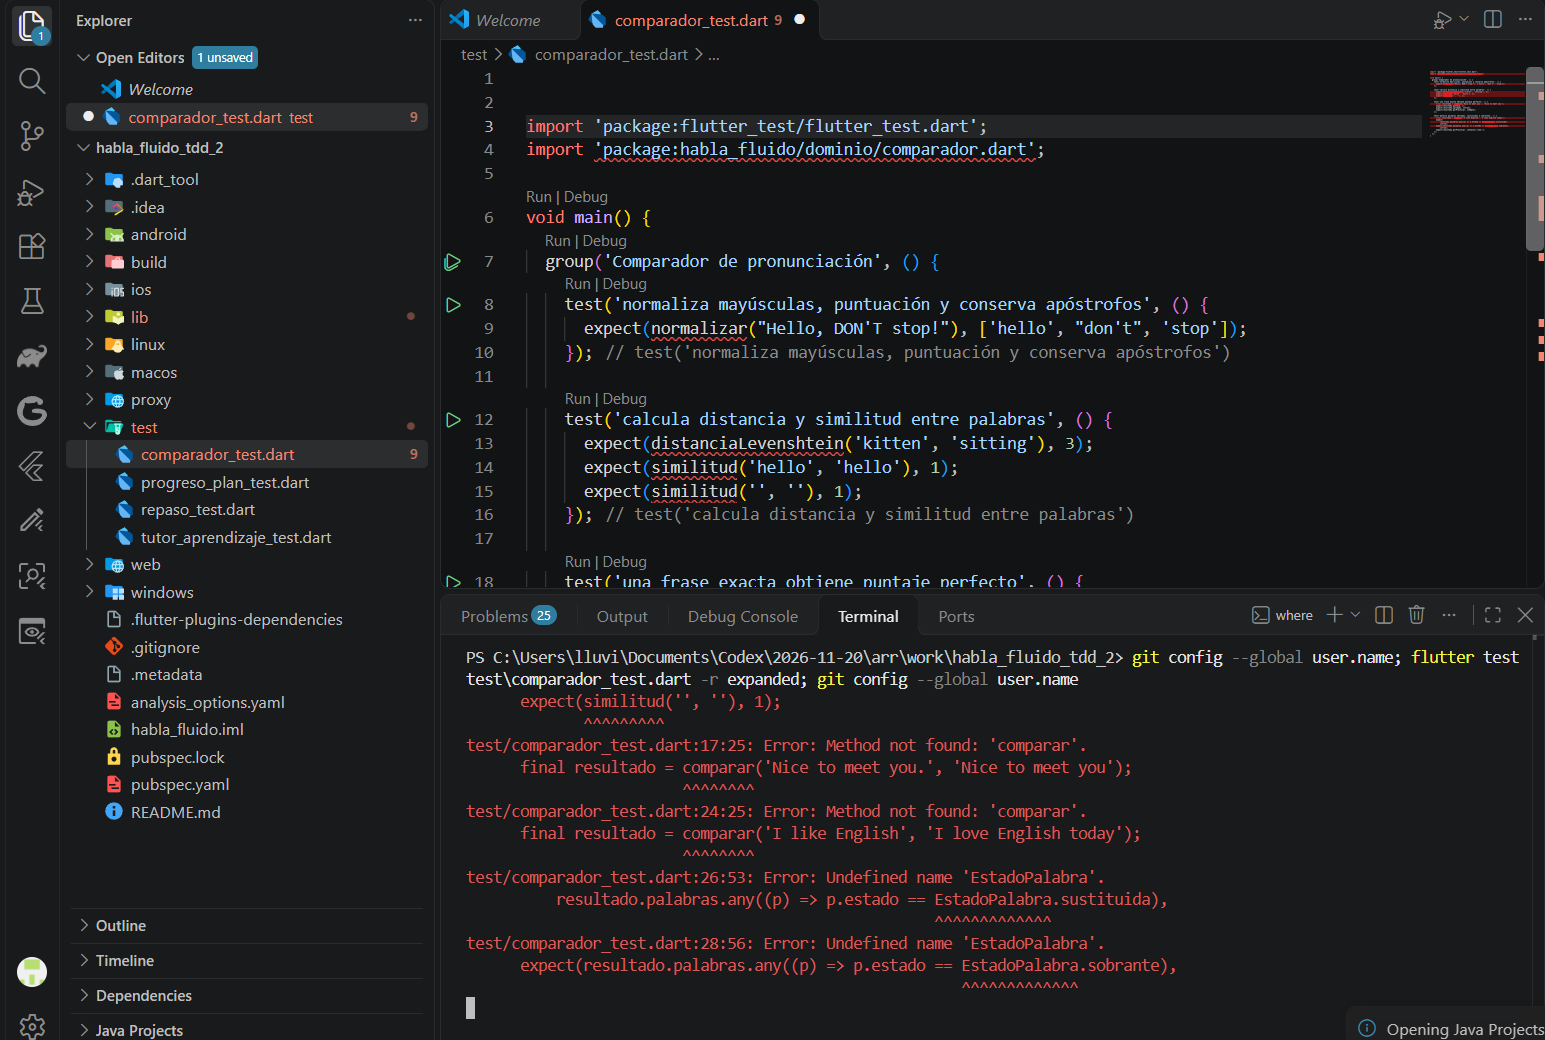 Explorer
Open Editors 1 unsaved
Welcome
comparador_test.dart test 9
habla_fluido_tdd_2
.dart_tool
.idea
android
build
ios
lib
linux
macos
proxy
test
comparador_test.dart 9
progreso_plan_test.dart
repaso_test.dart
tutor_aprendizaje_test.dart
web
windows
.flutter-plugins-dependencies
.gitignore
.metadata
analysis_options.yaml
habla_fluido.iml
pubspec.lock
pubspec.yaml
README.md
Outline
Timeline
Dependencies
Java Projects
1
Welcome
comparador_test.dart 9
test > comparador_test.dart > ...
1
2
3 import 'package:flutter_test/flutter_test.dart';
4 import 'package:habla_fluido/dominio/comparador.dart';
5
Run | Debug
6 void main() {
Run | Debug
7 group('Comparador de pronunciación', () {
Run | Debug
8 test('normaliza mayúsculas, puntuación y conserva apóstrofos', () {
9 expect(normalizar("Hello, DON'T stop!"), ['hello', "don't", 'stop']);
10 }); // test('normaliza mayúsculas, puntuación y conserva apóstrofos')
11
Run | Debug
12 test('calcula distancia y similitud entre palabras', () {
13 expect(distanciaLevenshtein('kitten', 'sitting'), 3);
14 expect(similitud('hello', 'hello'), 1);
15 expect(similitud('', ''), 1);
16 }); // test('calcula distancia y similitud entre palabras')
17
Run | Debug
18 test('una frase exacta obtiene puntaje perfecto', () {
Problems 25 Output Debug Console Terminal Ports where
PS C:\Users\lluvi\Documents\Codex\2026-11-20\arr\work\habla_fluido_tdd_2> git config --global user.name; flutter test
test\comparador_test.dart -r expanded; git config --global user.name
expect(similitud('', ''), 1);
^^^^^^^^^
test/comparador_test.dart:17:25: Error: Method not found: 'comparar'.
final resultado = comparar('Nice to meet you.', 'Nice to meet you');
^^^^^^^^
test/comparador_test.dart:24:25: Error: Method not found: 'comparar'.
final resultado = comparar('I like English', 'I love English today');
^^^^^^^^
test/comparador_test.dart:26:53: Error: Undefined name 'EstadoPalabra'.
resultado.palabras.any((p) => p.estado == EstadoPalabra.sustituida),
^^^^^^^^^^^^^
test/comparador_test.dart:28:56: Error: Undefined name 'EstadoPalabra'.
expect(resultado.palabras.any((p) => p.estado == EstadoPalabra.sobrante),
^^^^^^^^^^^^^
Opening Java Projects